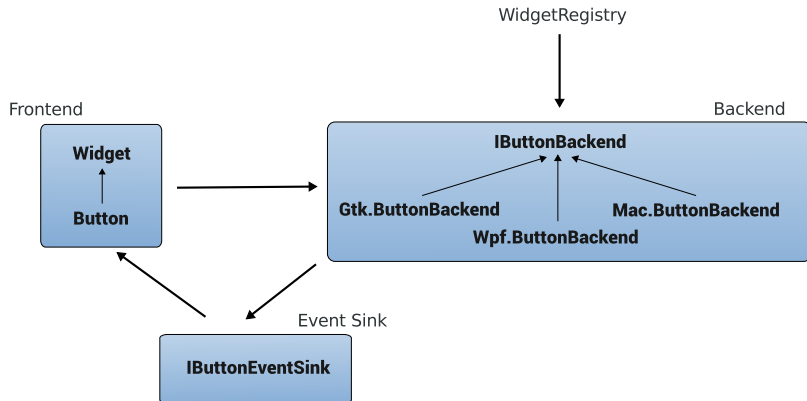 WidgetRegistry
Frontend
Backend
Widget
Button
IButtonBackend
Gtk.ButtonBackend
Mac.ButtonBackend
Wpf.ButtonBackend
Event Sink
IButtonEventSink